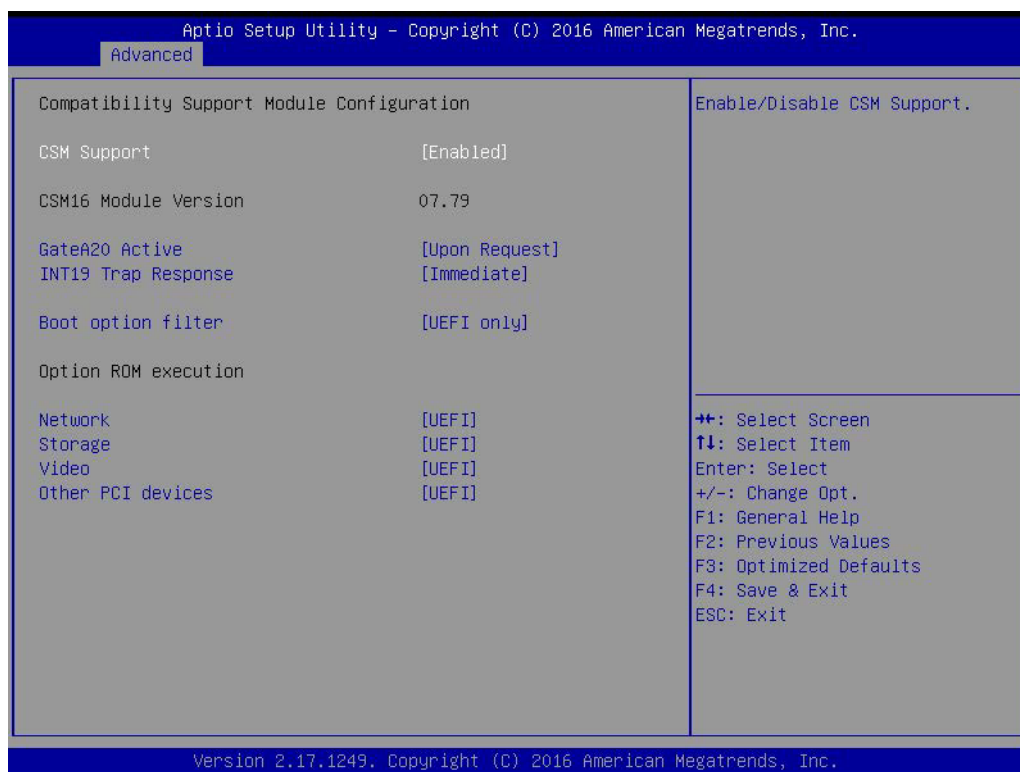 Aptio Setup Utility – Copyright (C) 2016 American Megatrends, Inc.
Advanced
Compatibility Support Module Configuration
CSM Support [Enabled]
CSM16 Module Version 07.79
GateA20 Active [Upon Request]
INT19 Trap Response [Immediate]
Boot option filter [UEFI only]
Option ROM execution
Network [UEFI]
Storage [UEFI]
Video [UEFI]
Other PCI devices [UEFI]
Enable/Disable CSM Support.
→←: Select Screen
↑↓: Select Item
Enter: Select
+/-: Change Opt.
F1: General Help
F2: Previous Values
F3: Optimized Defaults
F4: Save & Exit
ESC: Exit
Version 2.17.1249. Copyright (C) 2016 American Megatrends, Inc.